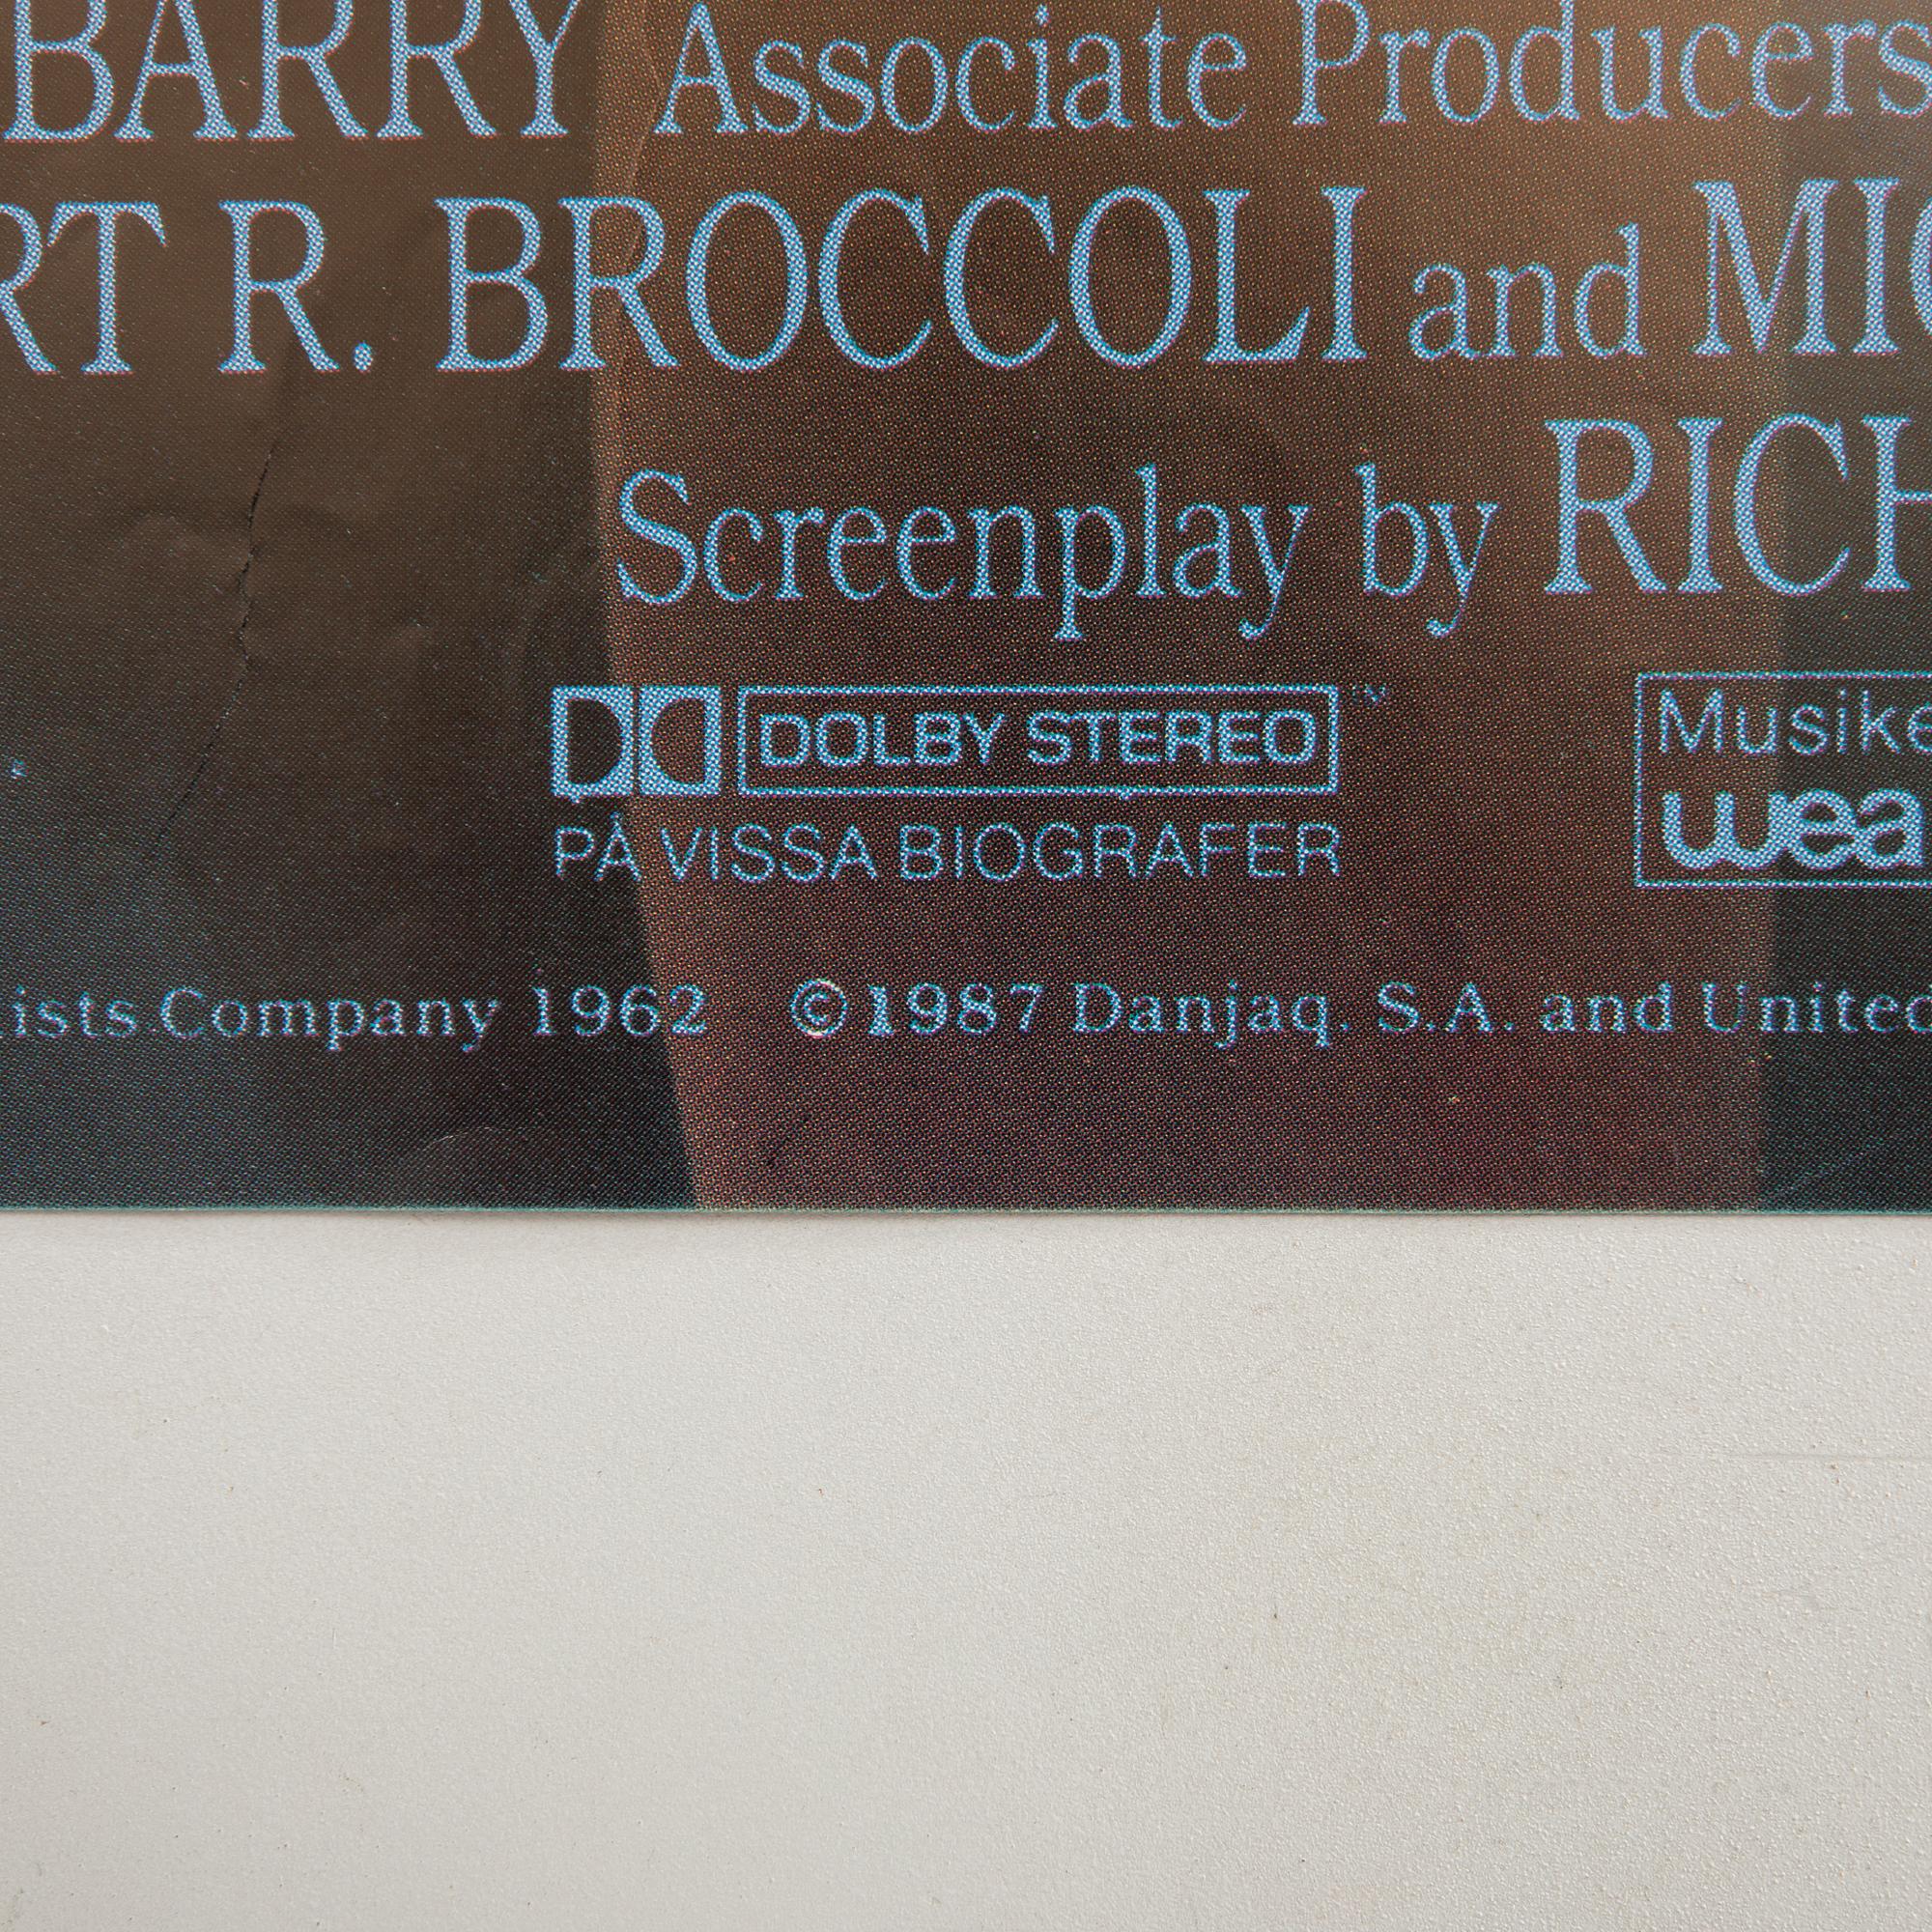 BARRY Associate Producers
RT R. BROCCOLI and MIC
Screenplay by RICH
DOLBY STEREO™
PÅ VISSA BIOGRAFER
Musike
wea
ists Company 1962 ©1987 Danjaq, S.A. and United